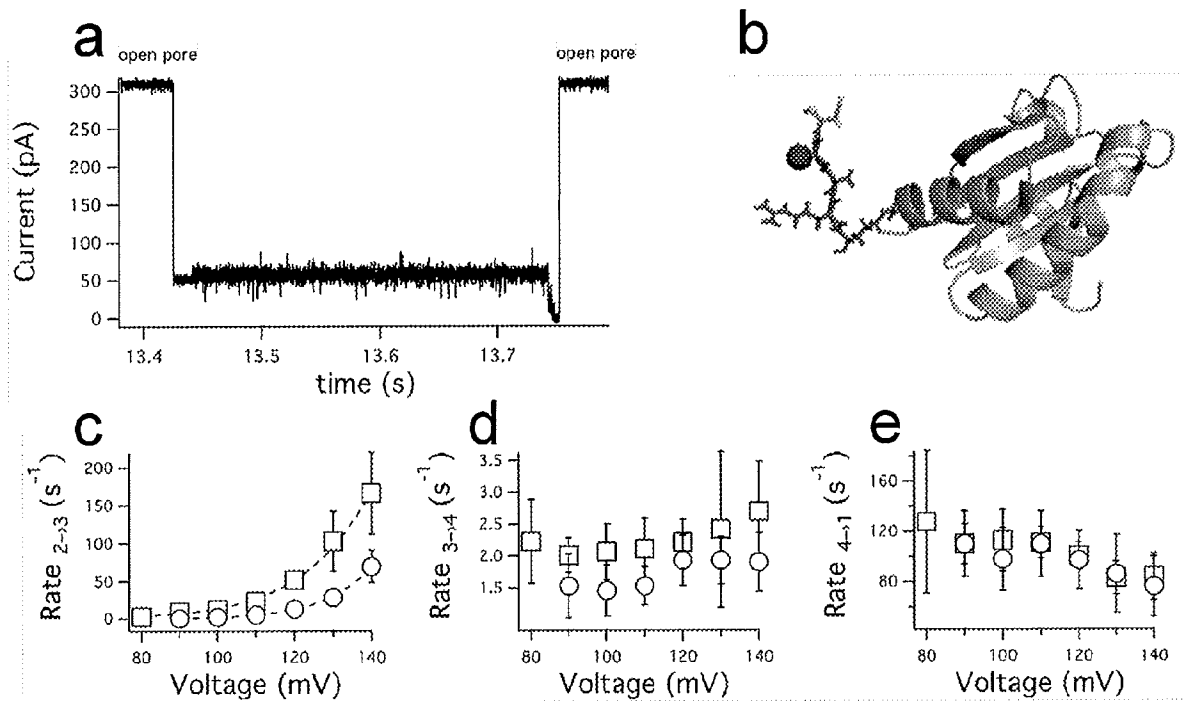 a
open pore
open pore
300
250
200
150
100
50
0
Current (pA)
13.4
13.5
13.6
13.7
time (s)
b
c
Rate 2→3 (s⁻¹)
200
150
100
50
0
80
100
120
140
Voltage (mV)
d
Rate 3→4 (s⁻¹)
3.5
3.0
2.5
2.0
1.5
80
100
120
140
Voltage (mV)
e
Rate 4→1 (s⁻¹)
160
120
80
80
100
120
140
Voltage (mV)